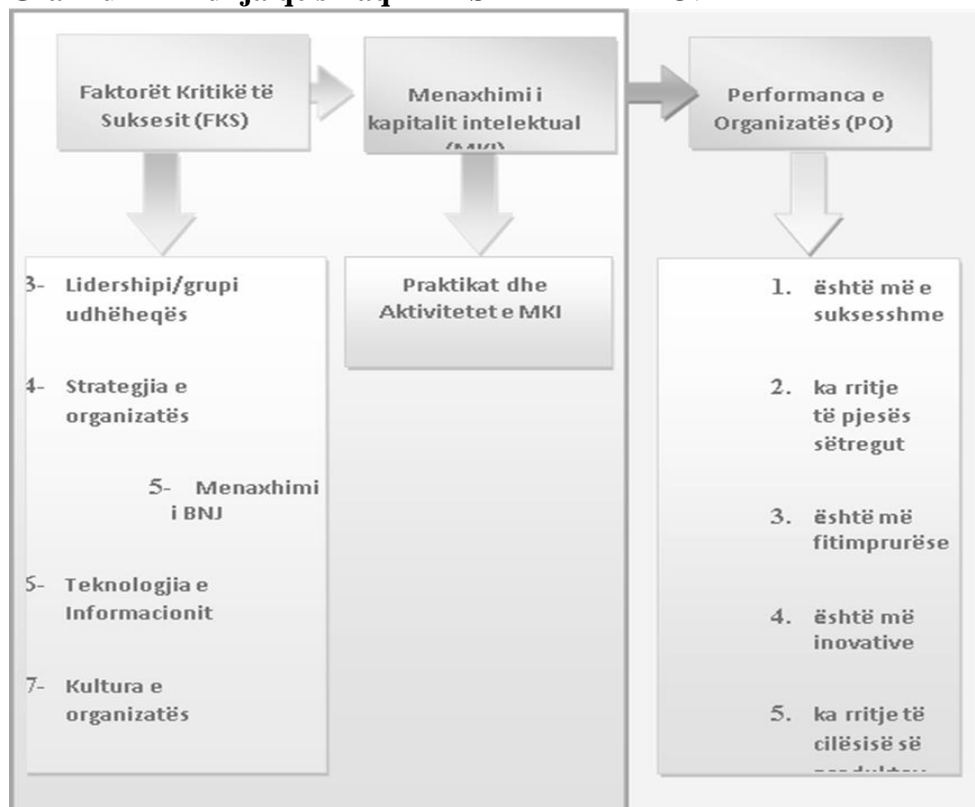 Faktorët Kritikë të
Suksesit (FKS)
Menaxhimi i
kapitalit intelektual
(MKI)
Performanca e
Organizatës (PO)
3- Lidershipi/grupi
udhëheqës
4- Strategjia e
organizatës
5- Menaxhimi
i BNJ
Teknologjia e
Informacionit
7- Kultura e
organizatës
Praktikat dhe
Aktivitetet e MKI
1. është më e
suksesshme
2. ka rritje
të pjesës
sëtregut
3. është më
fitimprurëse
4. është më
inovative
5. ka rritje të
cilësisë së